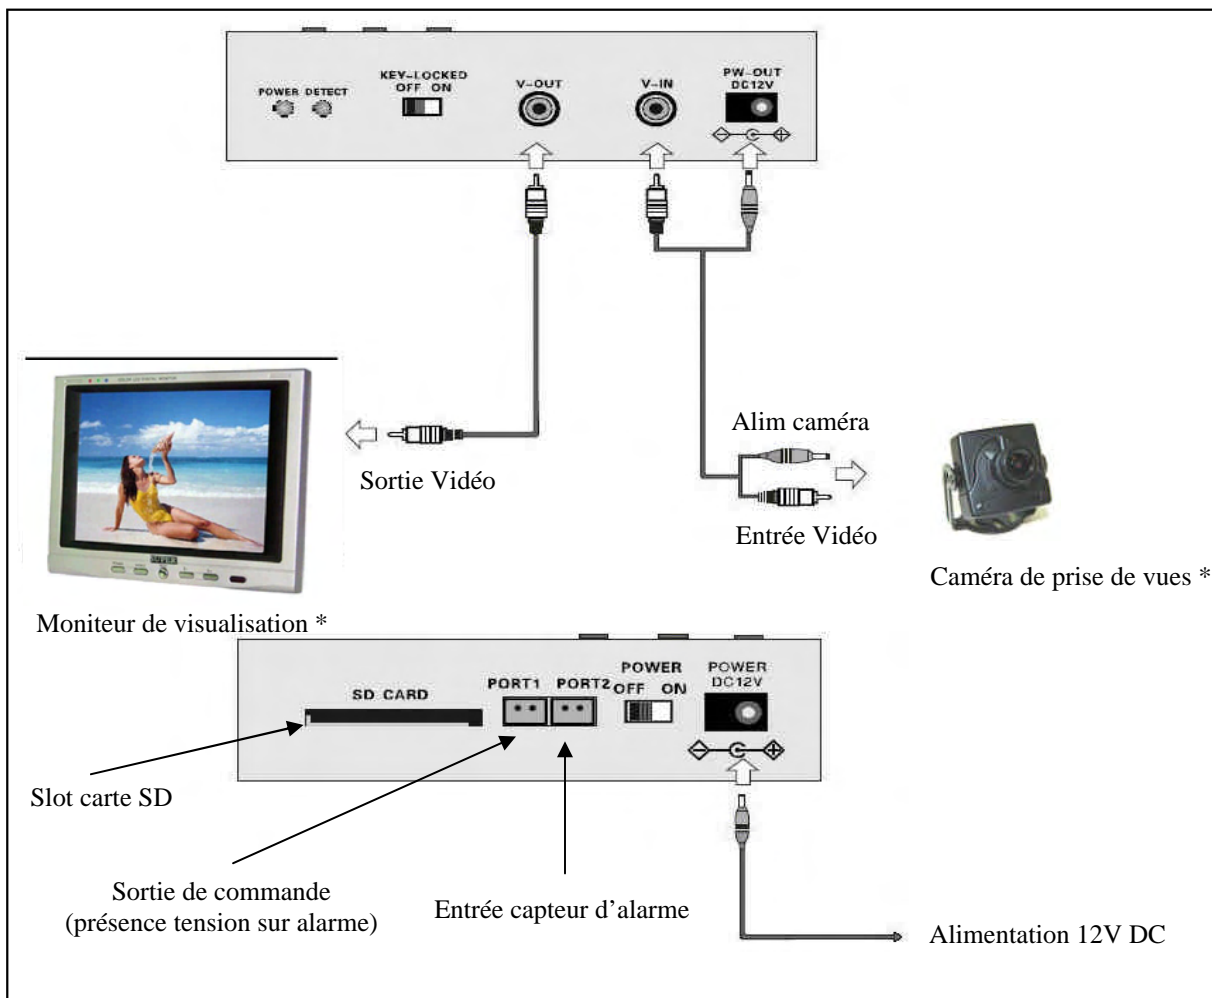 KEY-LOCKED
OFF ON
POWER DETECT
V-OUT
V-IN
PW-OUT
DC12V
Alim caméra
Sortie Vidéo
Entrée Vidéo
SUPER
Caméra de prise de vues *
Moniteur de visualisation *
SD CARD
PORT1 PORT2
POWER
OFF ON
POWER
DC12V
Slot carte SD
Sortie de commande
(présence tension sur alarme)
Entrée capteur d’alarme
Alimentation 12V DC